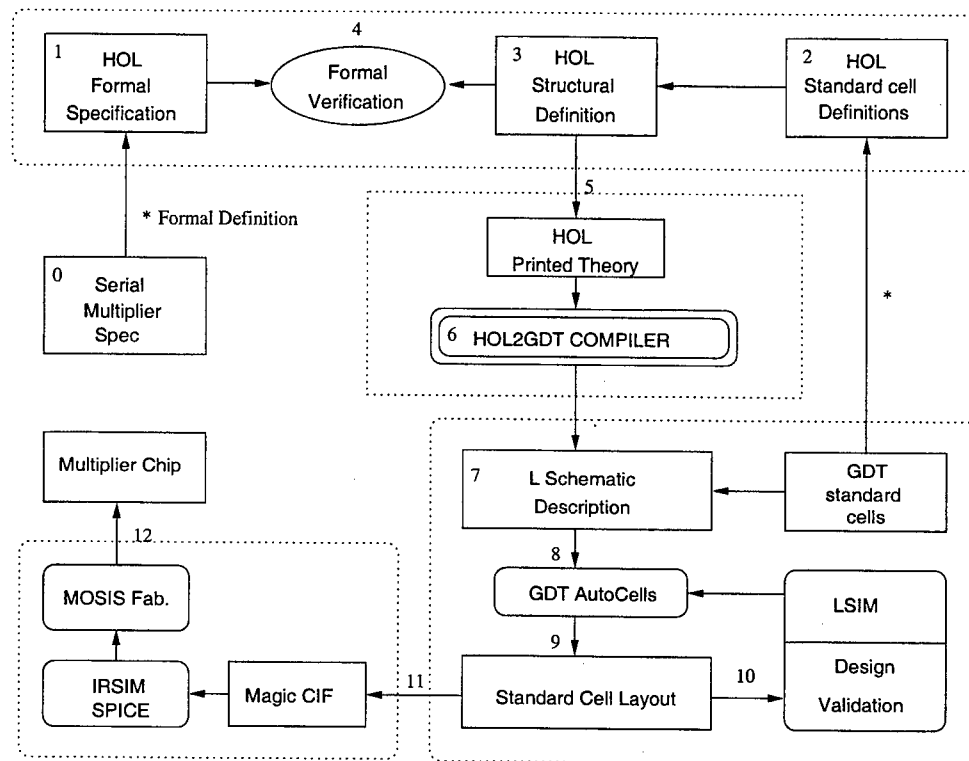 4
1 HOL
Formal
Specification
Formal
Verification
3 HOL
Structural
Definition
2 HOL
Standard cell
Definitions
* Formal Definition
5
HOL
Printed Theory
0
Serial
Multiplier
Spec
6 HOL2GDT COMPILER
*
Multiplier Chip
7 L Schematic
Description
GDT
standard
cells
12
8
MOSIS Fab.
GDT AutoCells
LSIM
9
Design
Validation
IRSIM
SPICE
Magic CIF
11
Standard Cell Layout
10